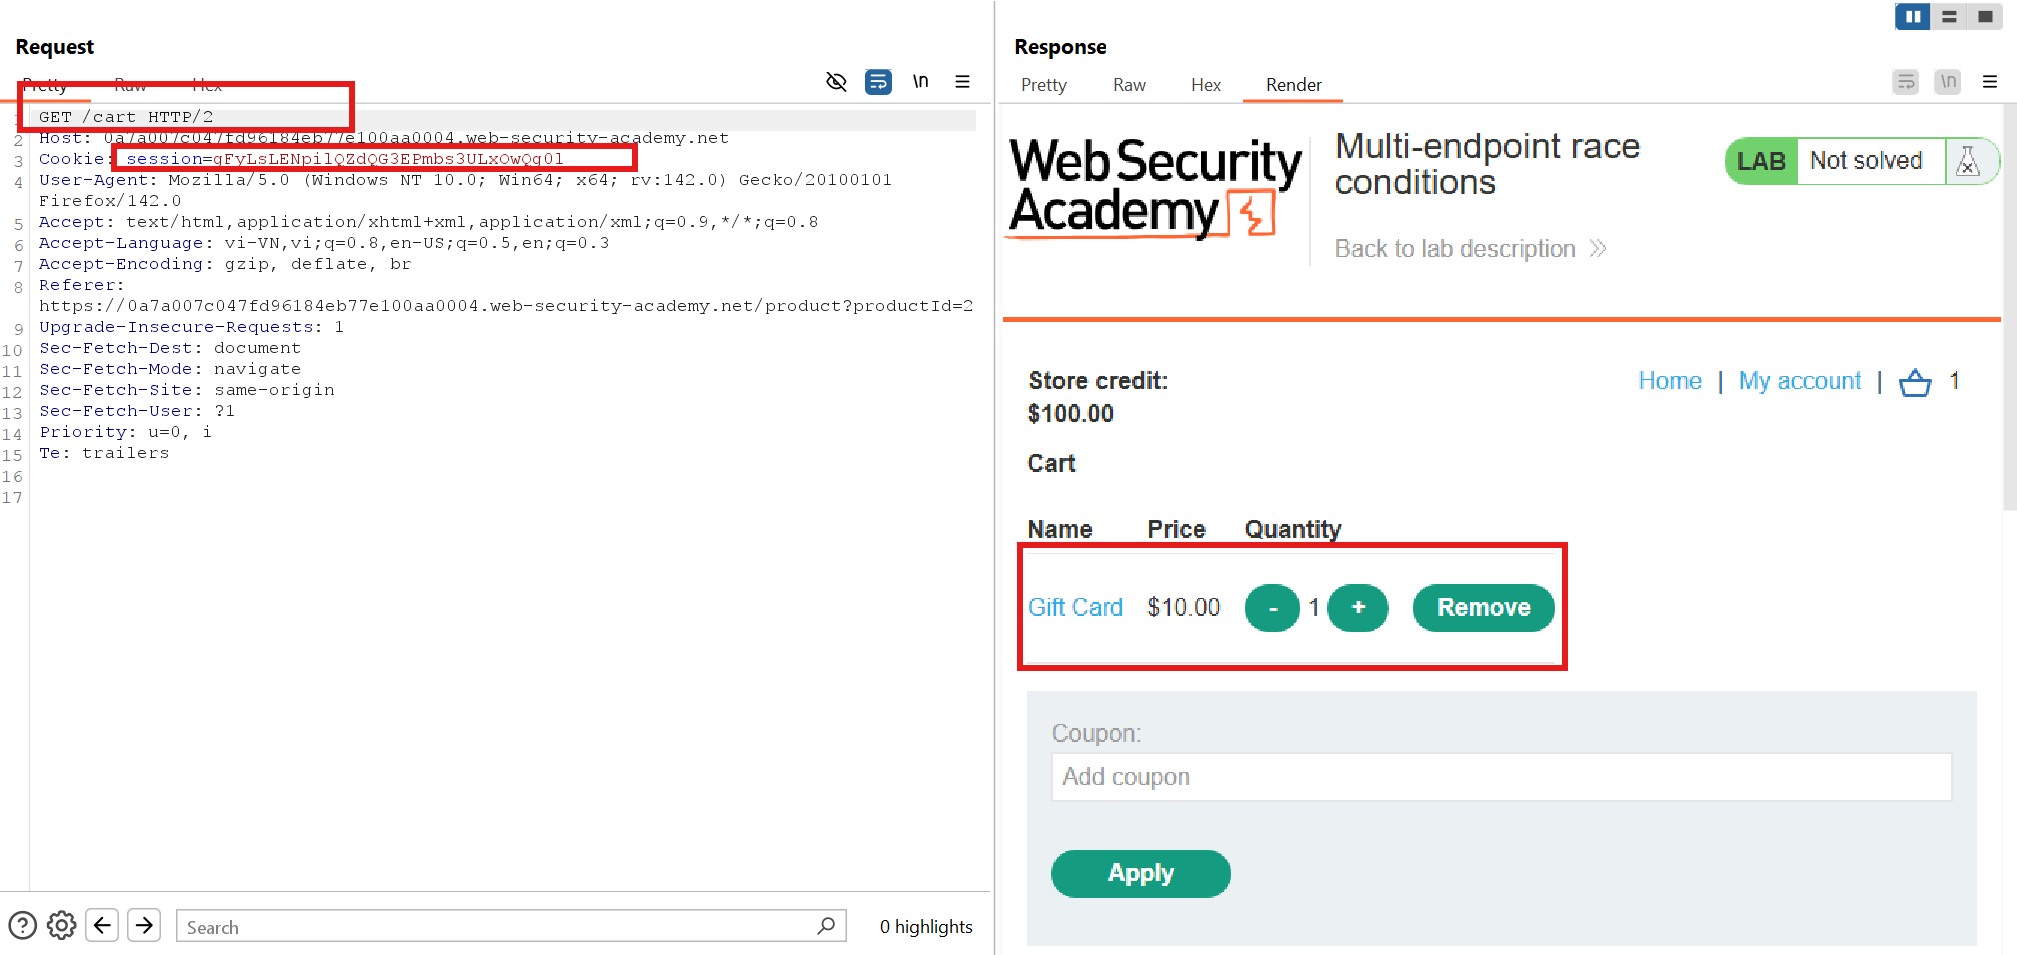 Request
Pretty Raw Hex
\n
1 GET /cart HTTP/2
2 Host: 0a7a007c047fd96184eb77e100aa0004.web-security-academy.net
3 Cookie: session=gFyLsLENpilQZdQG3EPmbs3ULxOwQg0l
4 User-Agent: Mozilla/5.0 (Windows NT 10.0; Win64; x64; rv:142.0) Gecko/20100101
Firefox/142.0
5 Accept: text/html,application/xhtml+xml,application/xml;q=0.9,*/*;q=0.8
6 Accept-Language: vi-VN,vi;q=0.8,en-US;q=0.5,en;q=0.3
7 Accept-Encoding: gzip, deflate, br
8 Referer:
https://0a7a007c047fd96184eb77e100aa0004.web-security-academy.net/product?productId=2
9 Upgrade-Insecure-Requests: 1
10 Sec-Fetch-Dest: document
11 Sec-Fetch-Mode: navigate
12 Sec-Fetch-Site: same-origin
13 Sec-Fetch-User: ?1
14 Priority: u=0, i
15 Te: trailers
16
17
Search
0 highlights
Response
Pretty Raw Hex Render
\n
Web Security
Academy
Multi-endpoint race
conditions
Back to lab description
LAB Not solved
Store credit:
$100.00
Home | My account | 1
Cart
Name Price Quantity
Gift Card $10.00 - 1 + Remove
Coupon:
Add coupon
Apply